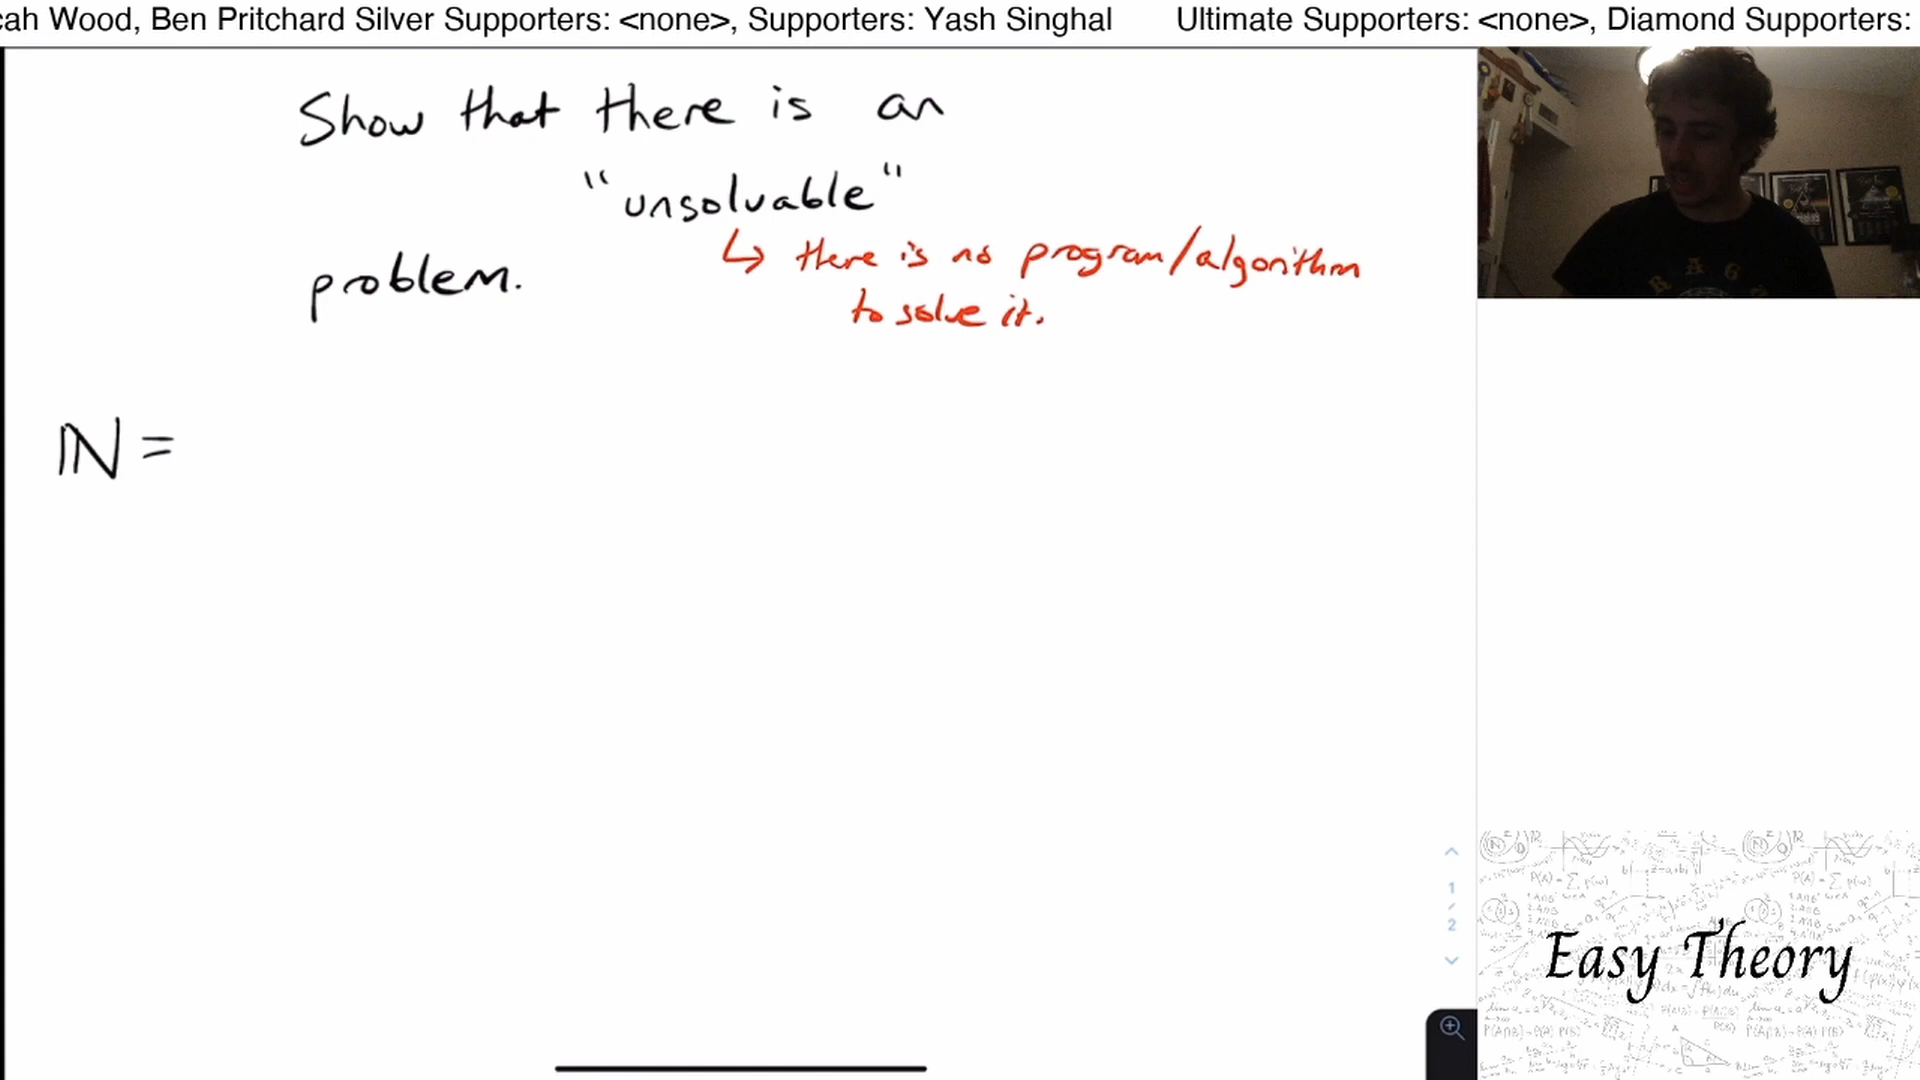 cah Wood, Ben Pritchard Silver Supporters: <none>, Supporters: Yash Singhal Ultimate Supporters: <none>, Diamond Supporters:
Show that there is an
"unsolvable"
↳ there is no program/algorithm
problem.
to solve it.
ℕ =
1
2
Easy Theory